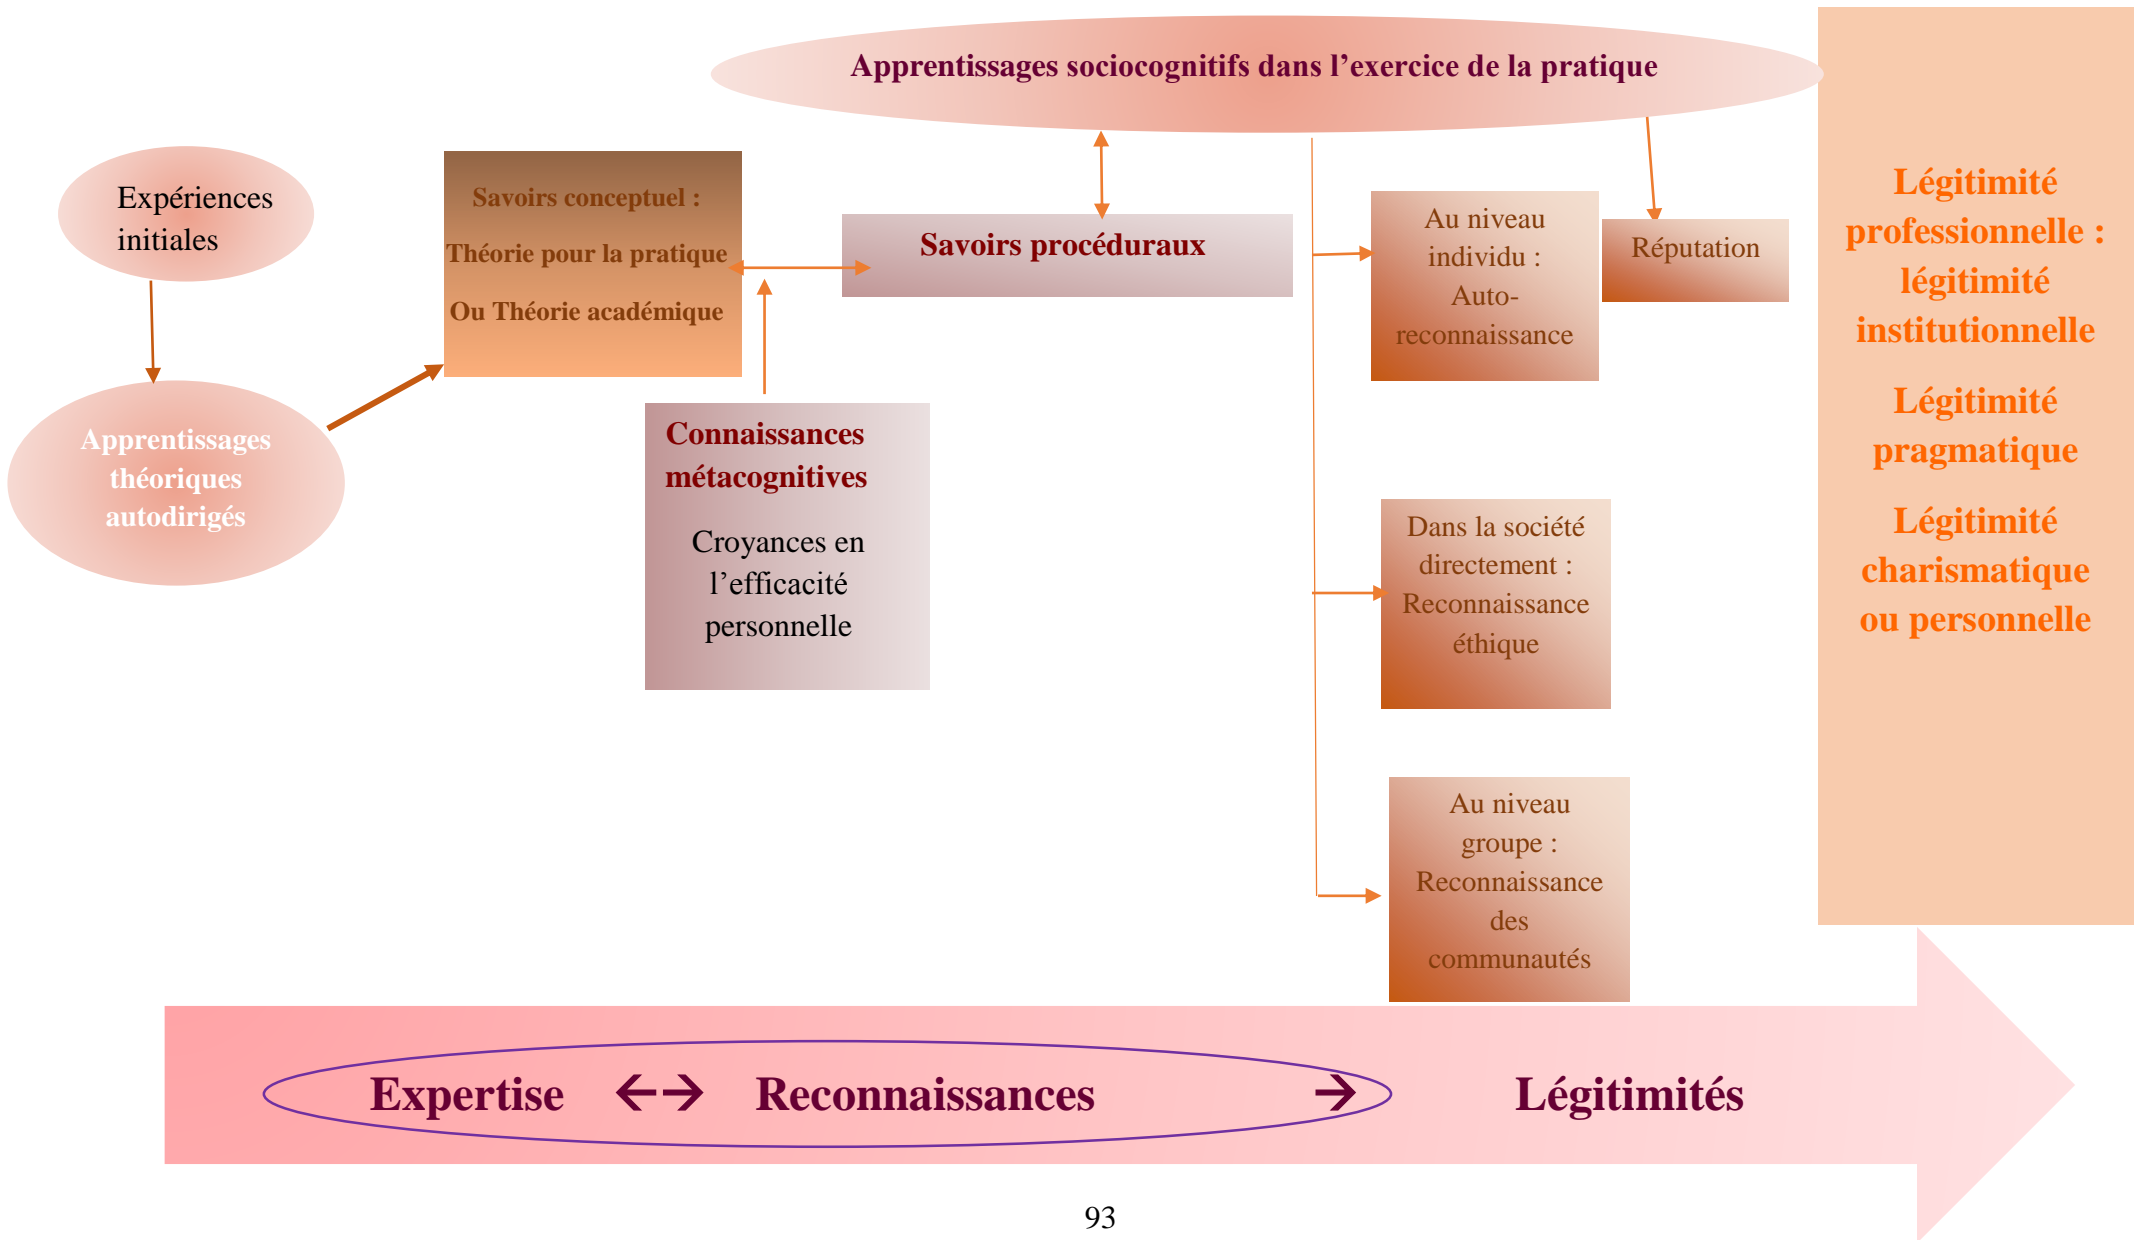 Apprentissages sociocognitifs dans l’exercice de la pratique
Expériences
initiales
Apprentissages
théoriques
autodirigés
Savoirs conceptuel :
Théorie pour la pratique
Ou Théorie académique
Savoirs procéduraux
Connaissances
métacognitives
Croyances en
l’efficacité
personnelle
Au niveau
individu :
Auto-
reconnaissance
Réputation
Dans la société
directement :
Reconnaissance
éthique
Au niveau
groupe :
Reconnaissance
des
communautés
Légitimité
professionnelle :
légitimité
institutionnelle
Légitimité
pragmatique
Légitimité
charismatique
ou personnelle
Expertise ←→ Reconnaissances → Légitimités
93